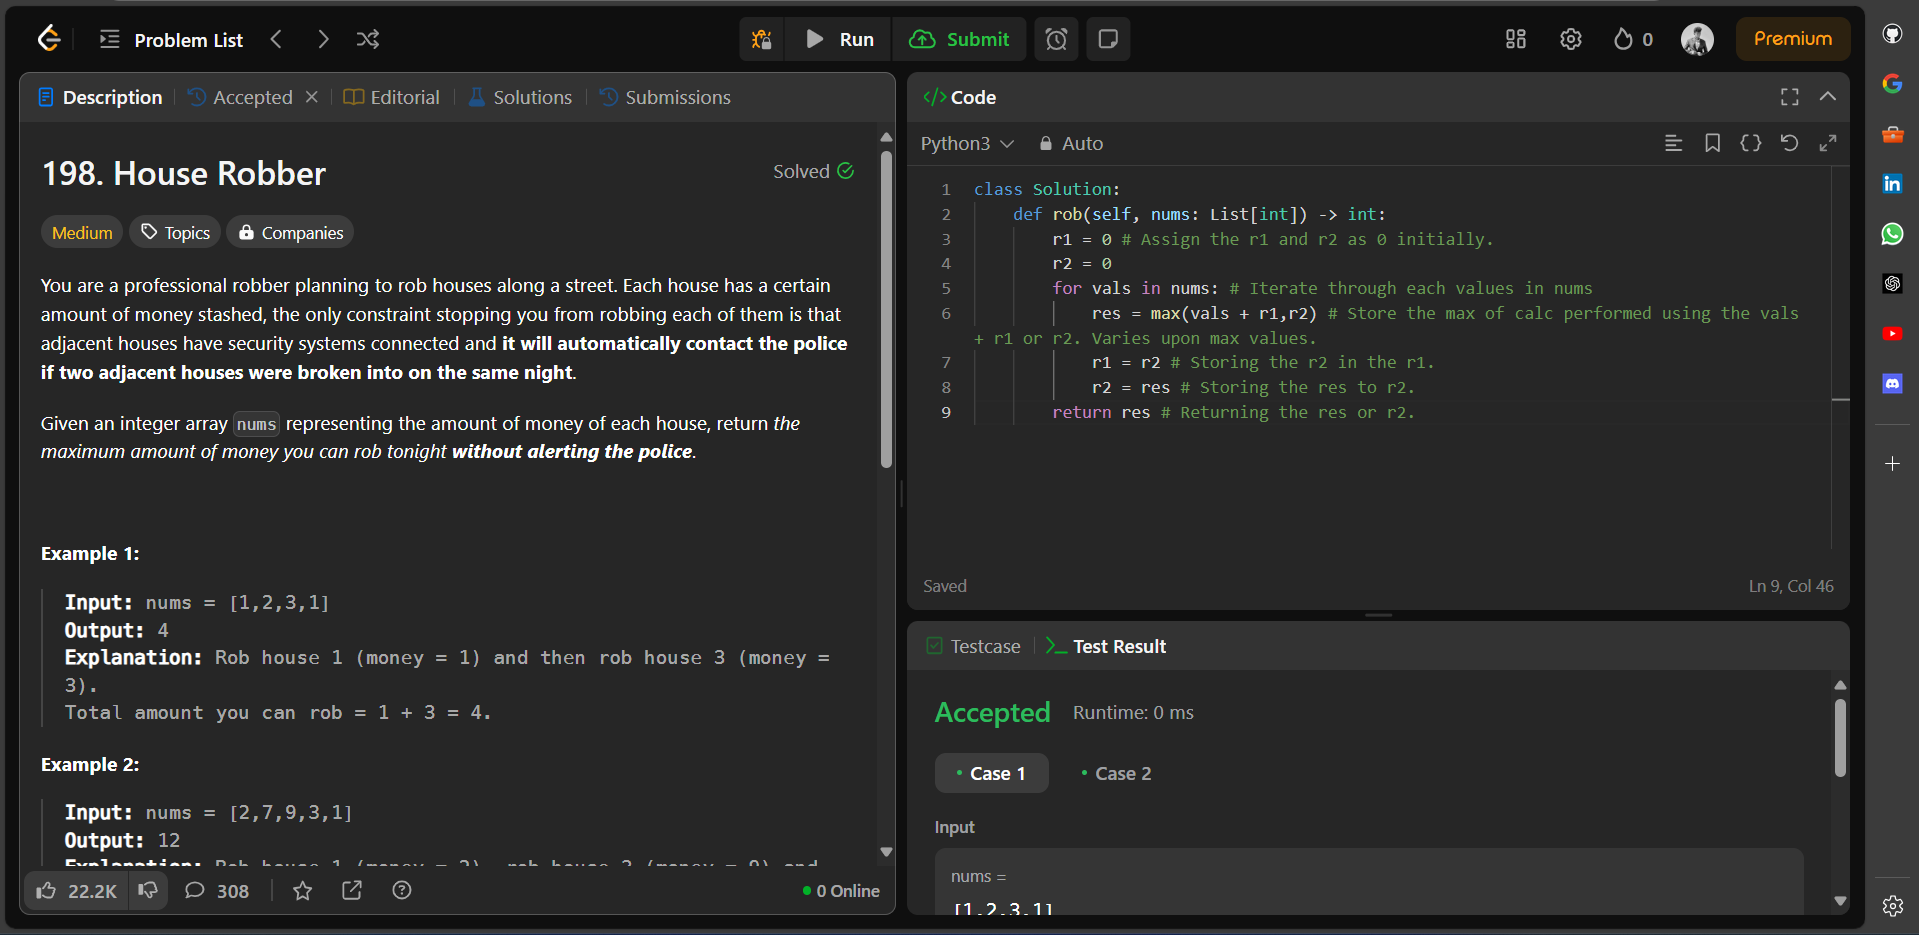 Problem List
Run
Submit
0
Premium
Description
Accepted
Editorial
Solutions
Submissions
198. House Robber
Solved
Medium
Topics
Companies
You are a professional robber planning to rob houses along a street. Each house has a certain
amount of money stashed, the only constraint stopping you from robbing each of them is that
adjacent houses have security systems connected and it will automatically contact the police
if two adjacent houses were broken into on the same night.
Given an integer array nums representing the amount of money of each house, return the
maximum amount of money you can rob tonight without alerting the police.
Example 1:
Input: nums = [1,2,3,1]
Output: 4
Explanation: Rob house 1 (money = 1) and then rob house 3 (money =
3).
Total amount you can rob = 1 + 3 = 4.
Example 2:
Input: nums = [2,7,9,3,1]
Output: 12
Explanation: Rob house 1 (money = 2), rob house 3 (money = 9) and
22.2K
308
0 Online
</> Code
Python3
Auto
1 class Solution:
2 def rob(self, nums: List[int]) -> int:
3 r1 = 0 # Assign the r1 and r2 as 0 initially.
4 r2 = 0
5 for vals in nums: # Iterate through each values in nums
6 res = max(vals + r1,r2) # Store the max of calc performed using the vals
+ r1 or r2. Varies upon max values.
7 r1 = r2 # Storing the r2 in the r1.
8 r2 = res # Storing the res to r2.
9 return res # Returning the res or r2.
Saved
Ln 9, Col 46
Testcase
Test Result
Accepted
Runtime: 0 ms
Case 1
Case 2
Input
nums =
[1,2,3,1]